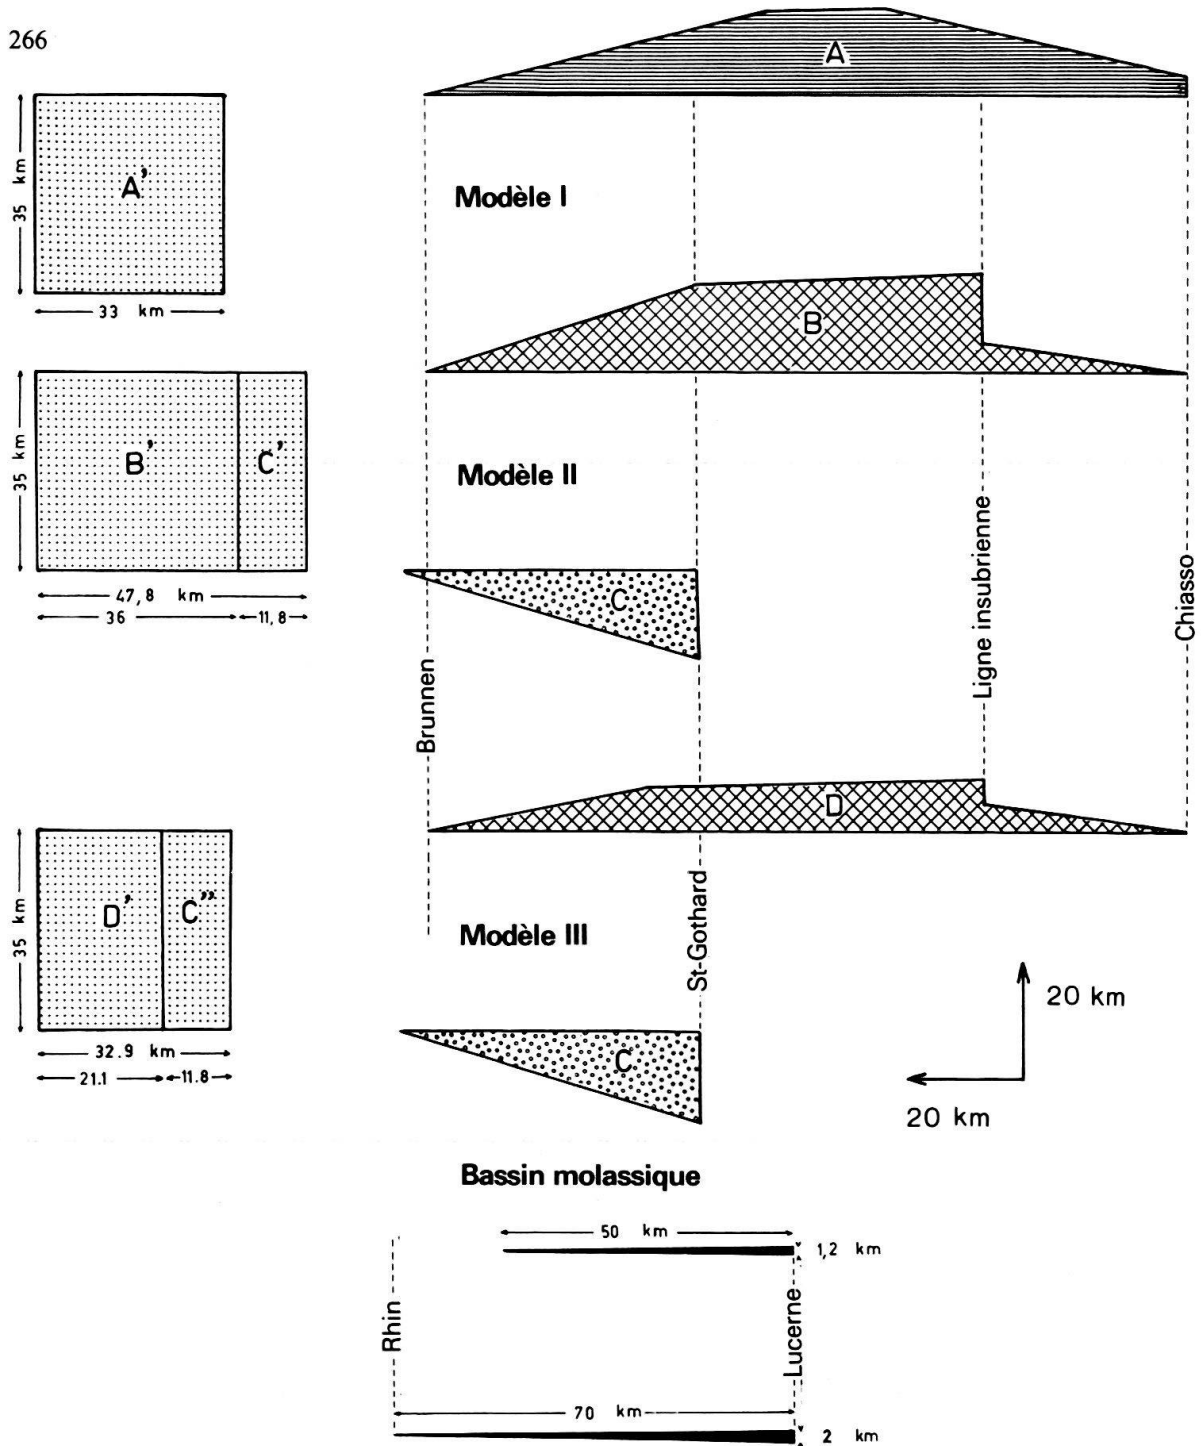 266
A
35 km
A'
33 km
Modèle I
B
35 km
B'
C'
47,8 km
36
11,8
Modèle II
C
Brunnen
Ligne insubrienne
Chiasso
D
35 km
D'
C"
32.9 km
21.1
11.8
Modèle III
St-Gothard
C
20 km
20 km
Bassin molassique
50 km
1,2 km
Rhin
Lucerne
70 km
2 km